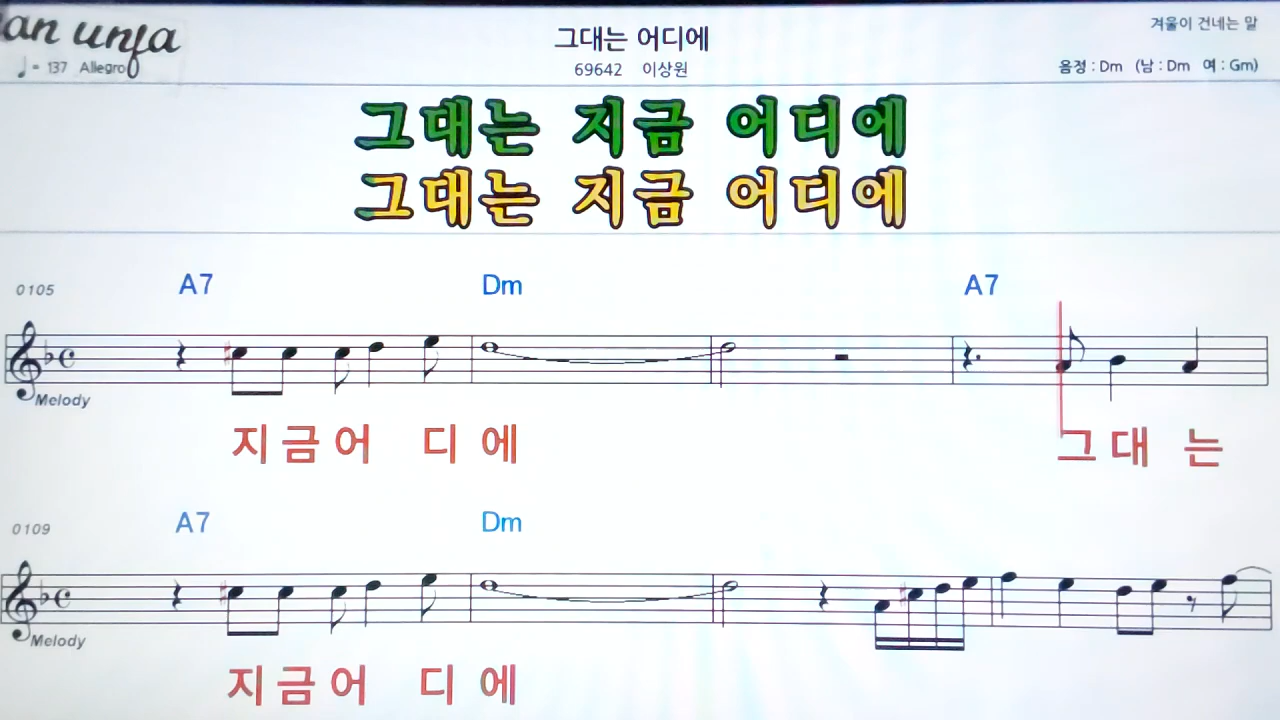 an unfa
그대는 어디에
겨울이 건네는 말
♩= 137 Allegro
69642 이상원
음정 : Dm (남 : Dm 여 : Gm)
그대는 지금 어디에
그대는 지금 어디에
0105 A7 Dm A7
Melody
지금어 디에 그대 는
0109 A7 Dm
Melody
지금어 디에